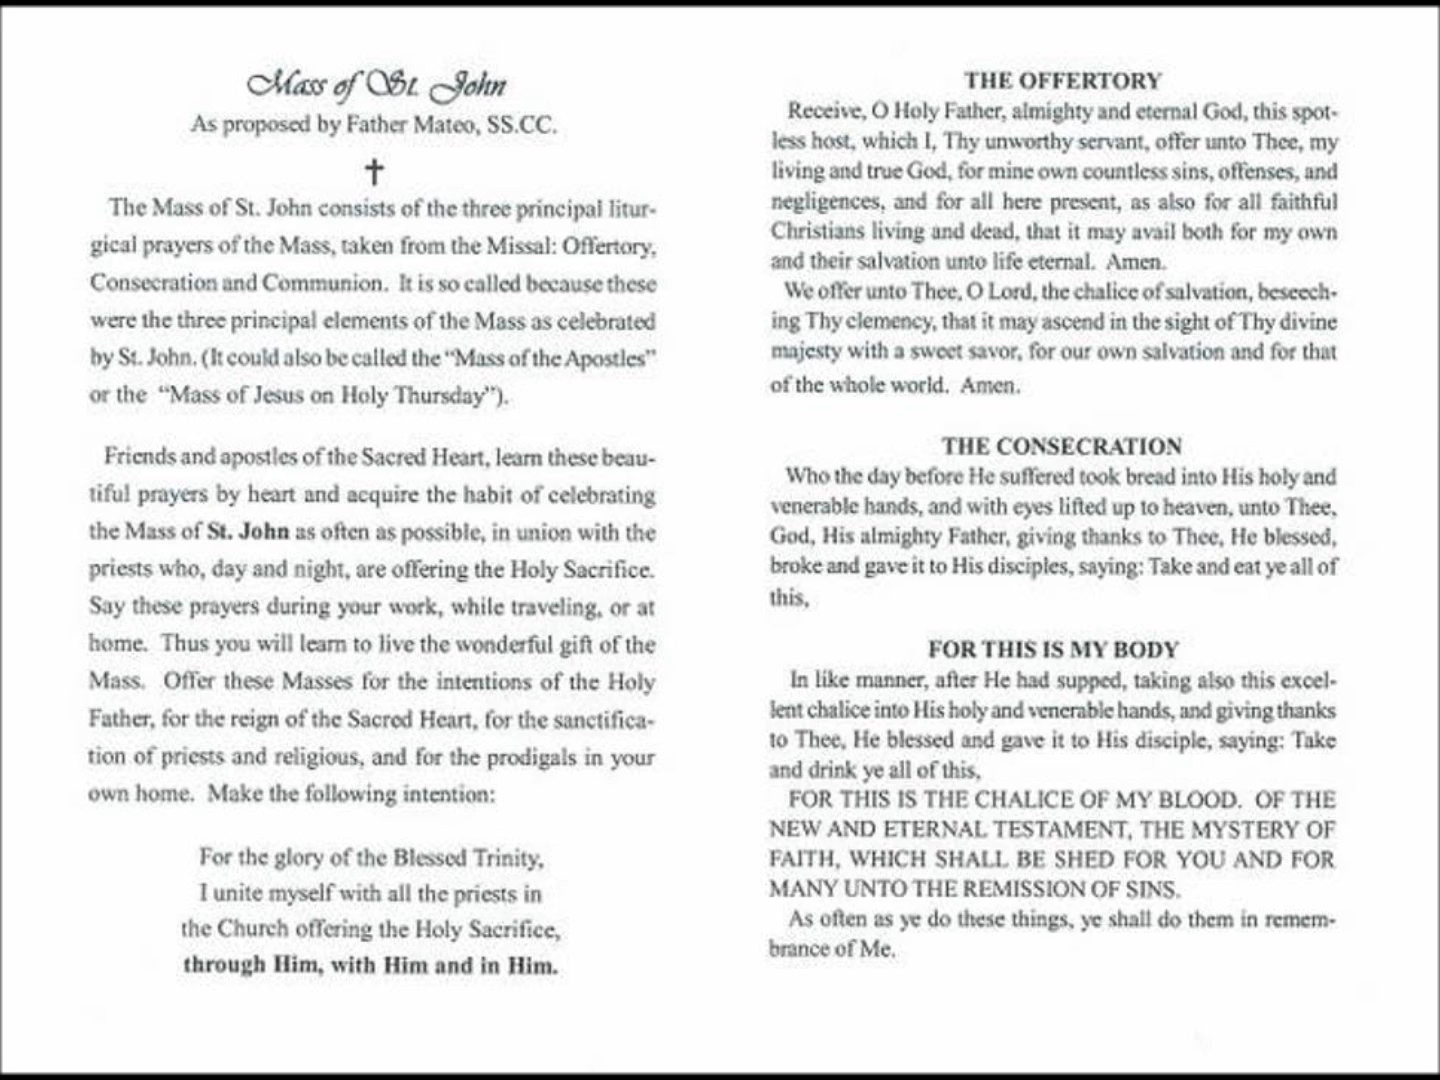 Mass of St. John
As proposed by Father Mateo, SS.CC.
The Mass of St. John consists of the three principal litur-
gical prayers of the Mass, taken from the Missal: Offertory,
Consecration and Communion. It is so called because these
were the three principal elements of the Mass as celebrated
by St. John. (It could also be called the “Mass of the Apostles”
or the “Mass of Jesus on Holy Thursday”).
Friends and apostles of the Sacred Heart, learn these beau-
tiful prayers by heart and acquire the habit of celebrating
the Mass of St. John as often as possible, in union with the
priests who, day and night, are offering the Holy Sacrifice.
Say these prayers during your work, while traveling, or at
home. Thus you will learn to live the wonderful gift of the
Mass. Offer these Masses for the intentions of the Holy
Father, for the reign of the Sacred Heart, for the sanctifica-
tion of priests and religious, and for the prodigals in your
own home. Make the following intention:
For the glory of the Blessed Trinity,
I unite myself with all the priests in
the Church offering the Holy Sacrifice,
through Him, with Him and in Him.
THE OFFERTORY
Receive, O Holy Father, almighty and eternal God, this spot-
less host, which I, Thy unworthy servant, offer unto Thee, my
living and true God, for mine own countless sins, offenses, and
negligences, and for all here present, as also for all faithful
Christians living and dead, that it may avail both for my own
and their salvation unto life eternal. Amen.
We offer unto Thee, O Lord, the chalice of salvation, beseech-
ing Thy clemency, that it may ascend in the sight of Thy divine
majesty with a sweet savor, for our own salvation and for that
of the whole world. Amen.
THE CONSECRATION
Who the day before He suffered took bread into His holy and
venerable hands, and with eyes lifted up to heaven, unto Thee,
God, His almighty Father, giving thanks to Thee, He blessed,
broke and gave it to His disciples, saying: Take and eat ye all of
this,
FOR THIS IS MY BODY
In like manner, after He had supped, taking also this excel-
lent chalice into His holy and venerable hands, and giving thanks
to Thee, He blessed and gave it to His disciple, saying: Take
and drink ye all of this,
FOR THIS IS THE CHALICE OF MY BLOOD. OF THE
NEW AND ETERNAL TESTAMENT, THE MYSTERY OF
FAITH, WHICH SHALL BE SHED FOR YOU AND FOR
MANY UNTO THE REMISSION OF SINS.
As often as ye do these things, ye shall do them in remem-
brance of Me.